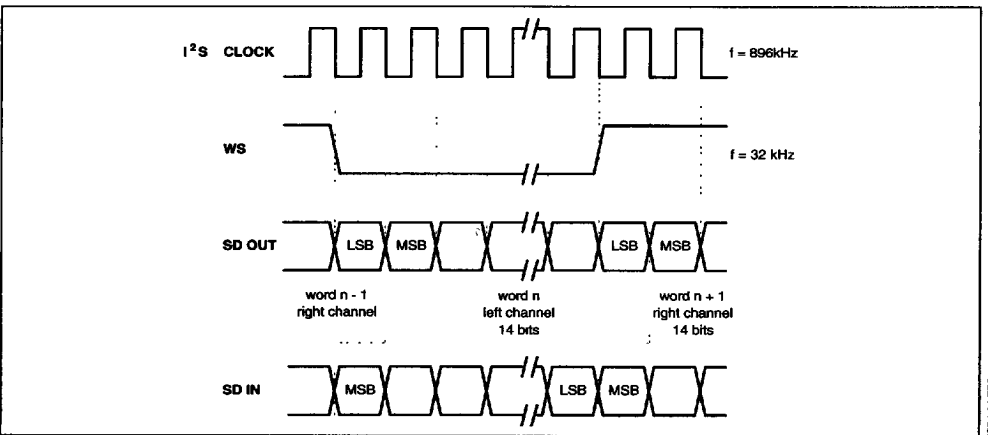 I²S CLOCK
f = 896kHz
WS
f = 32 kHz
SD OUT
LSB
MSB
LSB
MSB
word n - 1
right channel
word n
left channel
14 bits
word n + 1
right channel
14 bits
SD IN
MSB
LSB
MSB